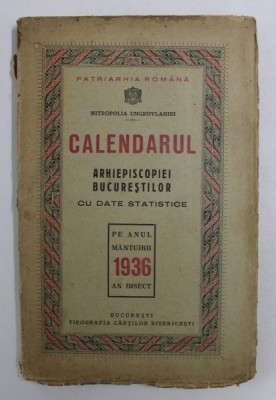 PATRIARHIA ROMÂNĂ
MITROPOLIA UNGROVLAHIEI
CALENDARUL
ARHIEPISCOPIEI
BUCUREȘTILOR
CU DATE STATISTICE
PE ANUL
MÂNTUIRII
1936
AN BISECT
BUCUREȘTI
TIPOGRAFIA CĂRȚILOR BISERICEȘTI